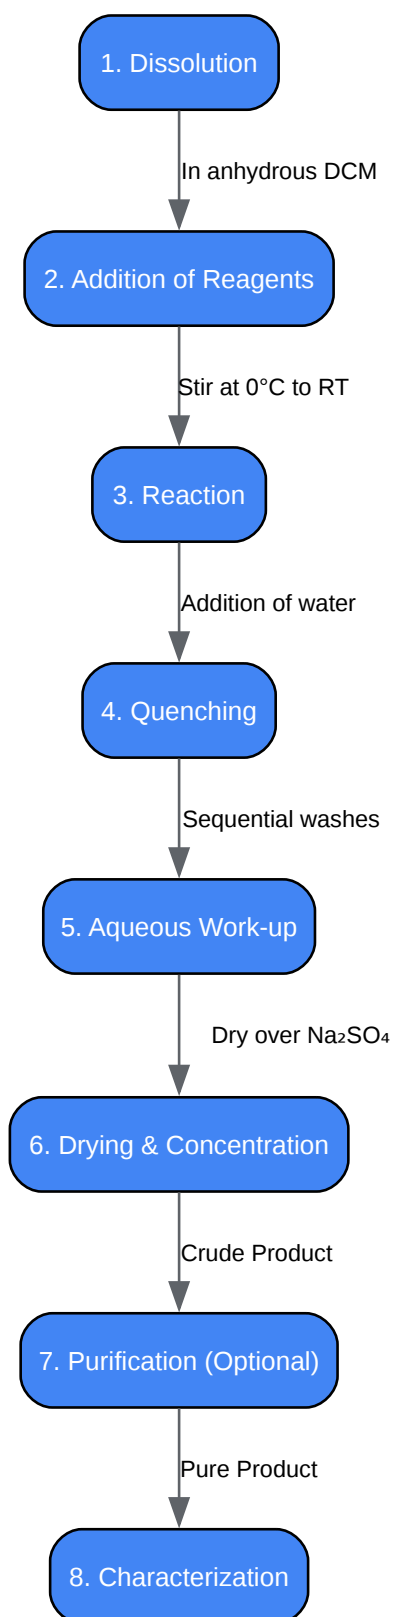 1. Dissolution
In anhydrous DCM
2. Addition of Reagents
Stir at 0°C to RT
3. Reaction
Addition of water
4. Quenching
Sequential washes
5. Aqueous Work-up
Dry over Na₂SO₄
6. Drying & Concentration
Crude Product
7. Purification (Optional)
Pure Product
8. Characterization